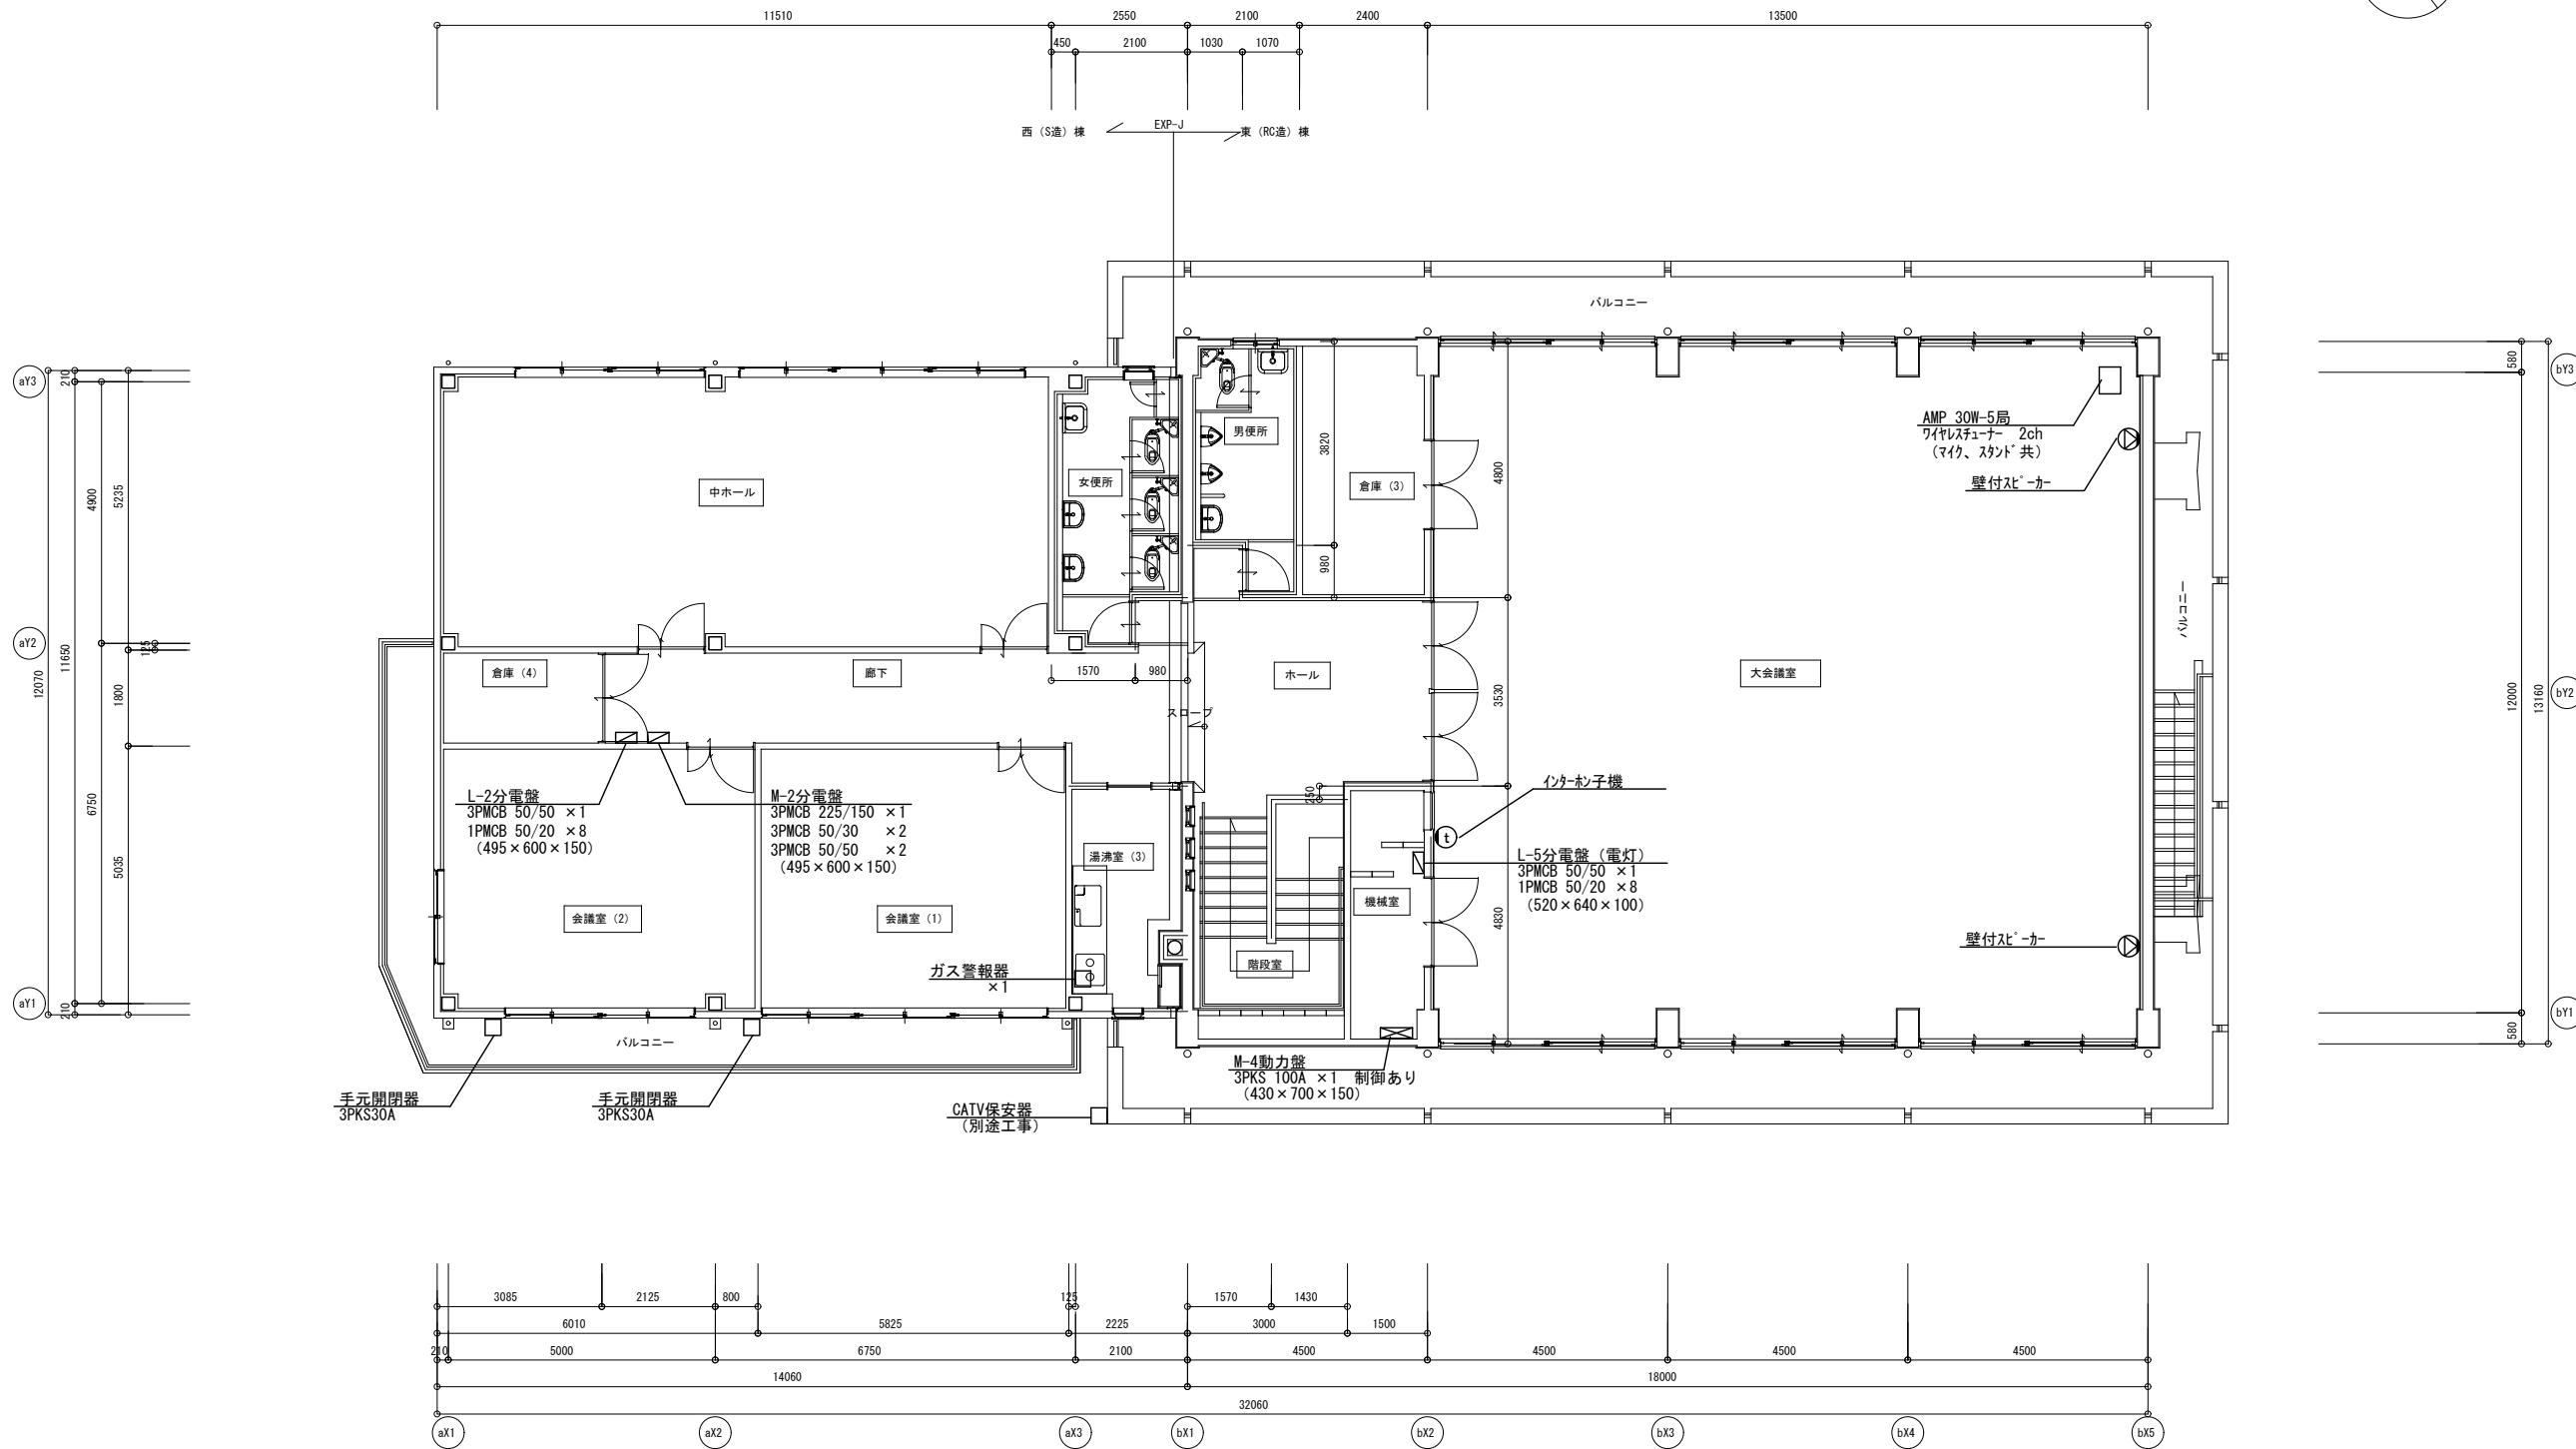 11510
2550
2100
2400
13500
450
2100
1030
1070
西（S造）棟
EXP-J
東（RC造）棟
バルコニー
aY3
aY2
aY1
12070
210
11650
210
4900
6750
5235
125
1800
5035
中ホール
女便所
男便所
倉庫（3）
3820
980
4800
3530
4830
250
AMP 30W-5局
ワイヤレスチューナー 2ch
（マイク、スタンド共）
壁付スピーカー
バルコニー
bY3
bY2
bY1
580
12000
580
13160
倉庫（4）
廊下
1570
980
スロープ
ホール
大会議室
L-2分電盤
3PMCB 50/50 ×1
1PMCB 50/20 ×8
（495×600×150）
M-2分電盤
3PMCB 225/150 ×1
3PMCB 50/30 ×2
3PMCB 50/50 ×2
（495×600×150）
インターホン子機
t
L-5分電盤（電灯）
3PMCB 50/50 ×1
1PMCB 50/20 ×8
（520×640×100）
湯沸室（3）
機械室
会議室（2）
会議室（1）
階段室
壁付スピーカー
ガス警報器
×1
バルコニー
手元開閉器
3PKS30A
手元開閉器
3PKS30A
CATV保安器
（別途工事）
M-4動力盤
3PKS 100A ×1 制御あり
（430×700×150）
3085
2125
800
125
1570
1430
6010
5825
2225
3000
1500
210
5000
6750
2100
4500
4500
4500
4500
14060
18000
32060
aX1
aX2
aX3
bX1
bX2
bX3
bX4
bX5